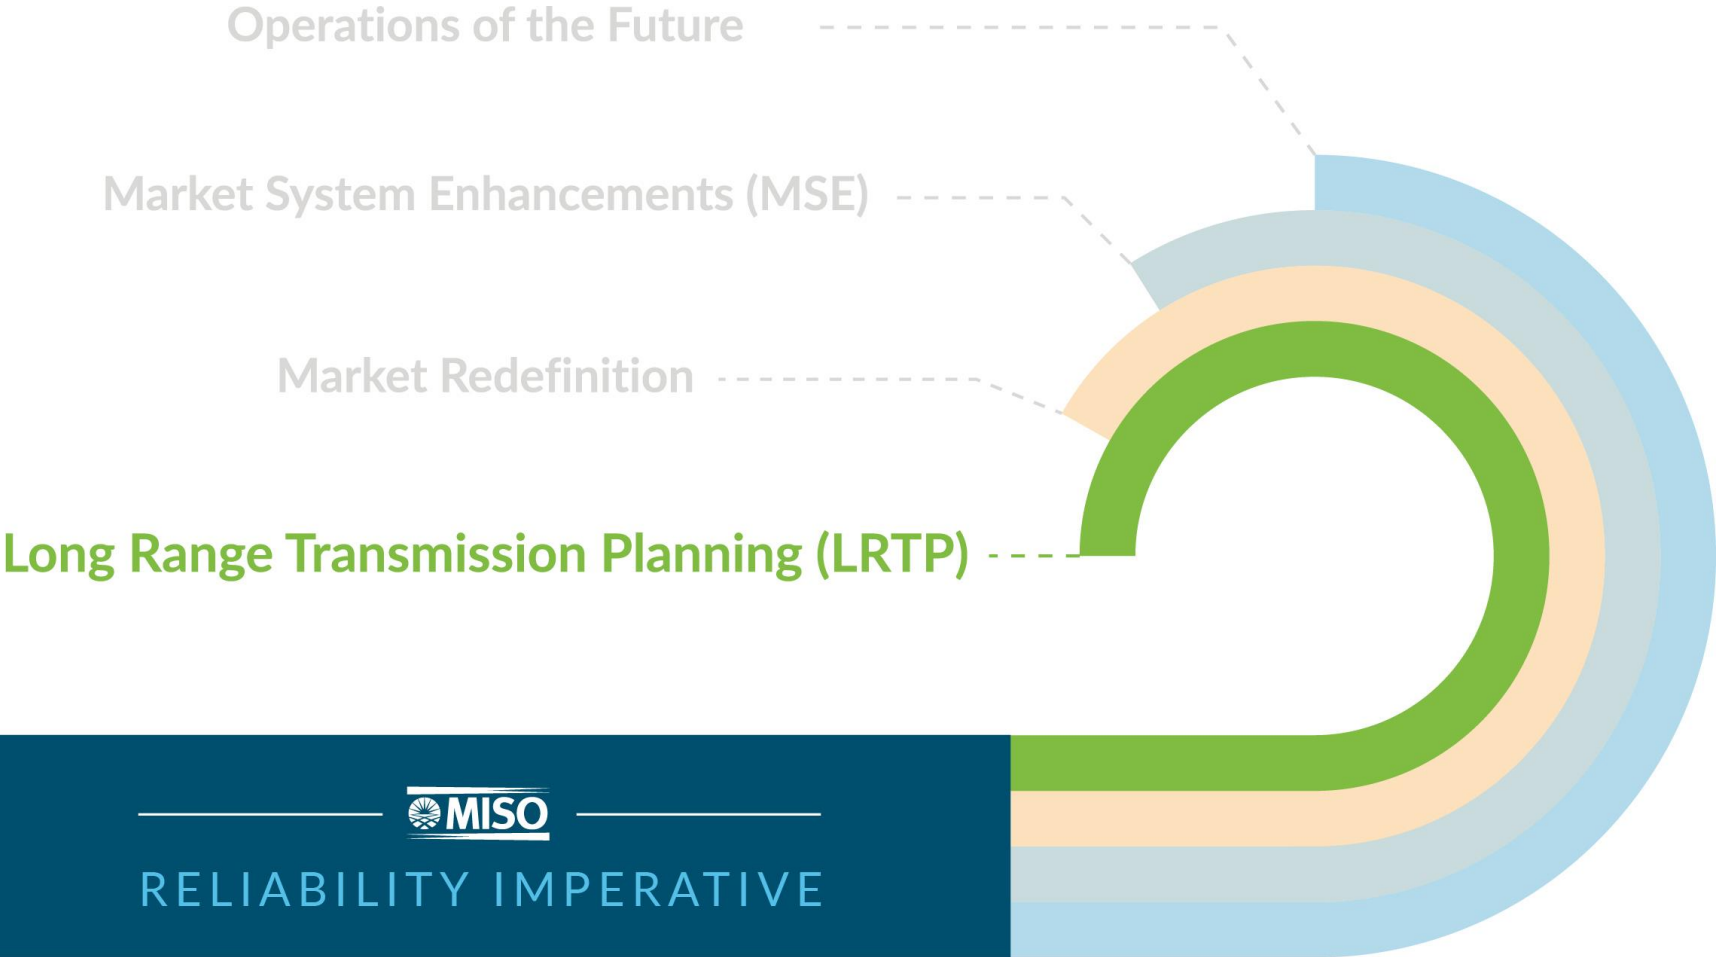 Operations of the Future
Market System Enhancements (MSE)
Market Redefinition
Long Range Transmission Planning (LRTP)
MISO
RELIABILITY IMPERATIVE